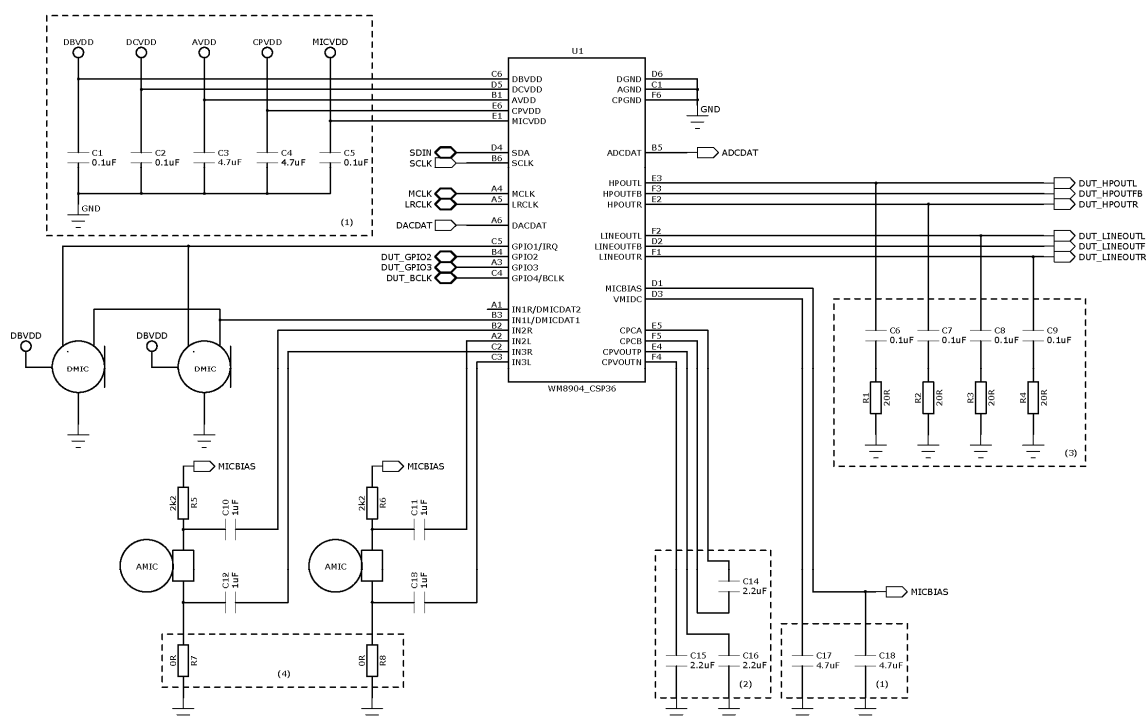 U1
DBVDD DCVDD AVDD CPVDD MICVDD
C1 0.1uF
C2 0.1uF
C3 4.7uF
C4 4.7uF
C5 0.1uF
GND
(1)
C6 DBVDD
D5 DCVDD
B1 AVDD
E6 CPVDD
E1 MICVDD
SDIN D4 SDA
SCLK B6 SCLK
MCLK A4 MCLK
LRCLK A5 LRCLK
DACDAT A6 DACDAT
C5 GPIO1/IRQ
DUT_GPIO2 B4 GPIO2
DUT_GPIO3 A3 GPIO3
DUT_BCLK C4 GPIO4/BCLK
A1 IN1R/DMICDAT2
B3 IN1L/DMICDAT1
B2 IN2R
A2 IN2L
C2 IN3R
C3 IN3L
WM8904_CSP36
DGND D6
AGND C1
CPGND F6
GND
ADCDAT B5 ADCDAT
HPOUTL E3 DUT_HPOUTL
HPOUTFB F3 DUT_HPOUTFB
HPOUTR E2 DUT_HPOUTR
LINEOUTL F2 DUT_LINEOUTL
LINEOUTFB D2 DUT_LINEOUTF
LINEOUTR F1 DUT_LINEOUTR
MICBIAS D1
VMIDC D3
CPCA E5
CPCB F5
CPVOUTP E4
CPVOUTN F4
C6 0.1uF
C7 0.1uF
C8 0.1uF
C9 0.1uF
R1 20R
R2 20R
R3 20R
R4 20R
(3)
DBVDD
DMIC
DBVDD
DMIC
MICBIAS
2k2 R5
C10 1uF
AMIC
C12 1uF
0R R7
MICBIAS
2k2 R6
C11 1uF
AMIC
C13 1uF
0R R8
(4)
C14 2.2uF
C15 2.2uF
C16 2.2uF
(2)
MICBIAS
C17 4.7uF
C18 4.7uF
(1)